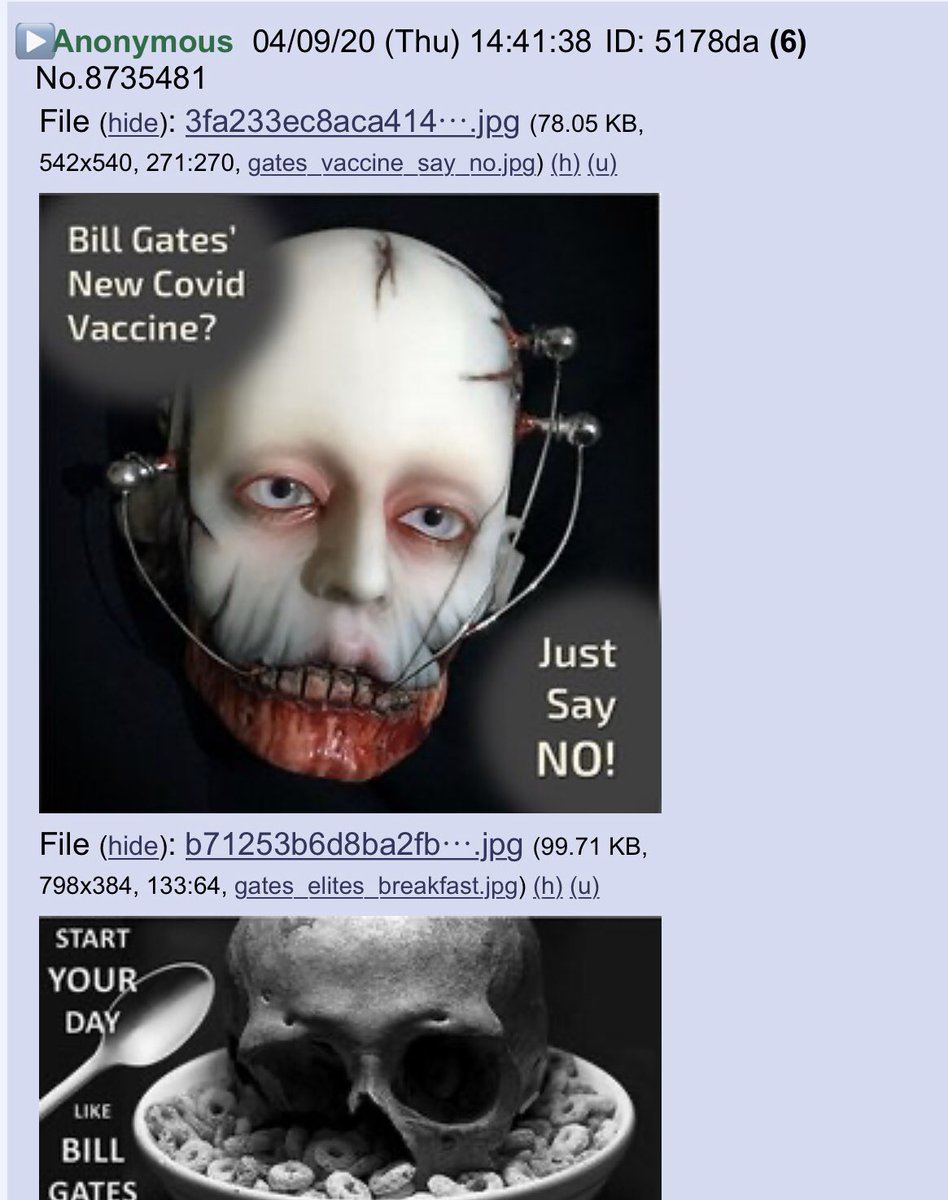 Anonymous 04/09/20 (Thu) 14:41:38 ID: 5178da (6)
No.8735481
File (hide): 3fa233ec8aca414⋯.jpg (78.05 KB,
542x540, 271:270, gates_vaccine_say_no.jpg) (h) (u)
Bill Gates'
New Covid
Vaccine?
Just
Say
NO!
File (hide): b71253b6d8ba2fb⋯.jpg (99.71 KB,
798x384, 133:64, gates_elites_breakfast.jpg) (h) (u)
START
YOUR
DAY
LIKE
BILL
GATES